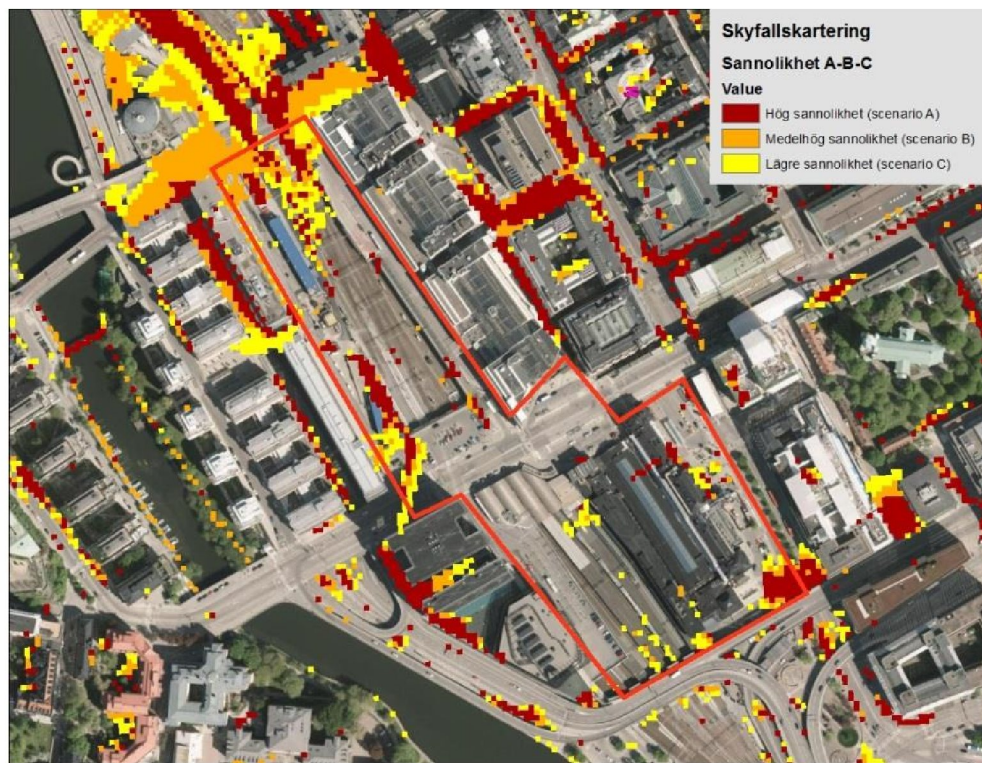 Skyfallskartering
Sannolikhet A-B-C
Value
Hög sannolikhet (scenario A)
Medelhög sannolikhet (scenario B)
Lägre sannolikhet (scenario C)